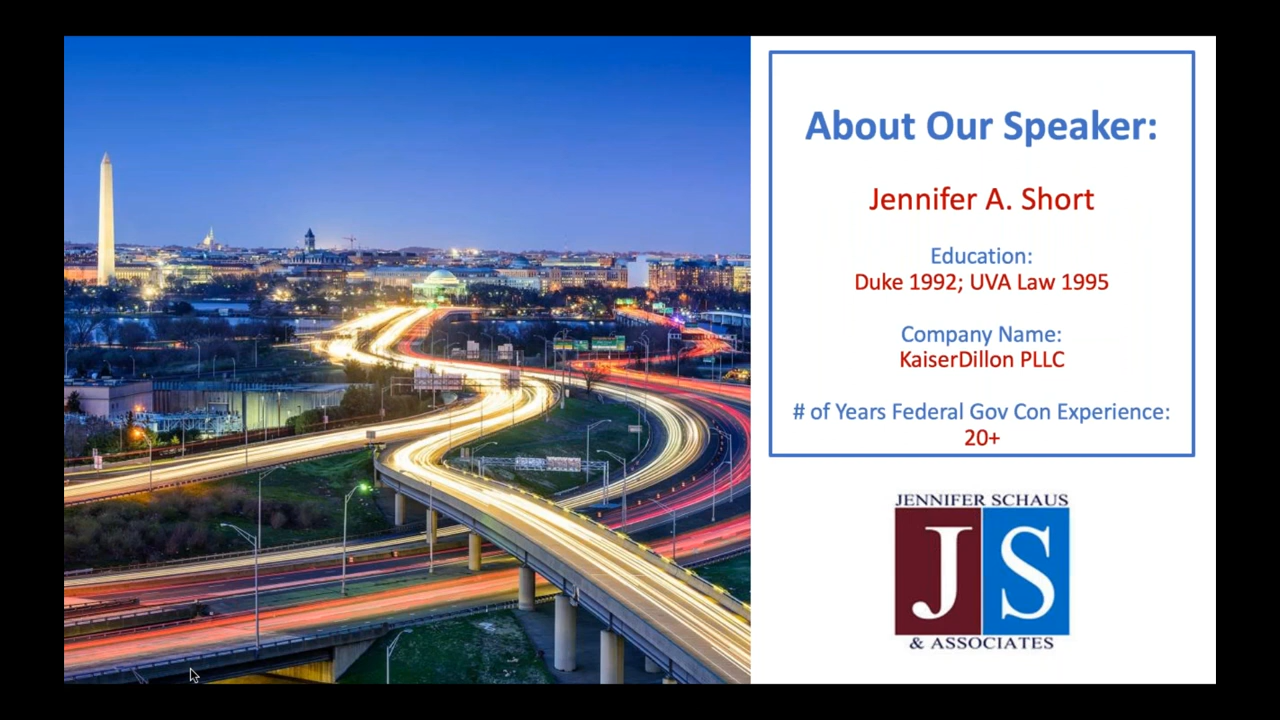 About Our Speaker:
Jennifer A. Short
Education:
Duke 1992; UVA Law 1995
Company Name:
KaiserDillon PLLC
# of Years Federal Gov Con Experience:
20+
JENNIFER SCHAUS
JS
& ASSOCIATES